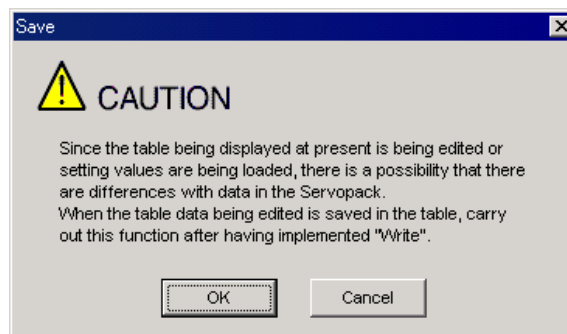 Save
CAUTION
Since the table being displayed at present is being edited or
setting values are being loaded, there is a possibility that there
are differences with data in the Servopack.
When the table data being edited is saved in the table, carry
out this function after having implemented "Write".
OK
Cancel